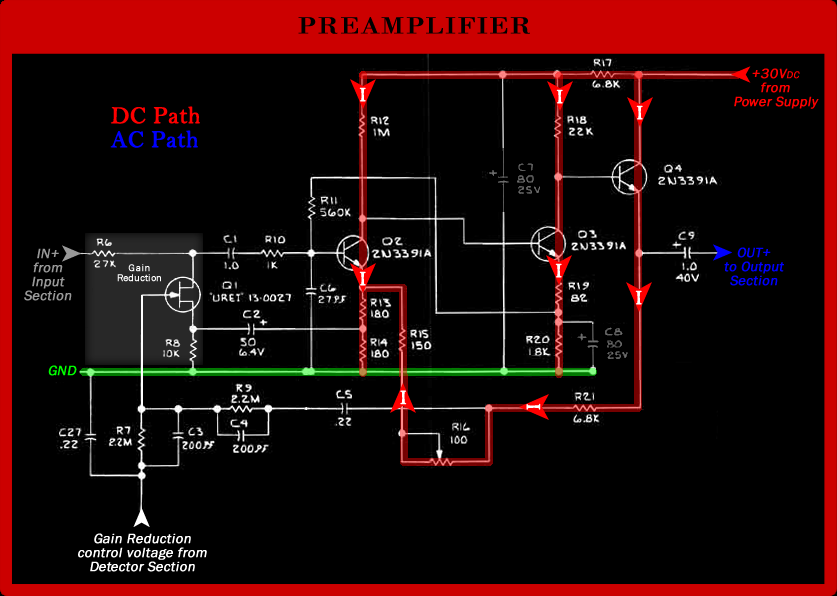 PREAMPLIFIER
DC Path
AC Path
+30VDC
from
Power Supply
R17
6.8K
R12
1M
R18
22K
C7
80
25V
+
Q4
2N3391A
R11
560K
IN+
from
Input
Section
R6
27K
Gain
Reduction
C1
1.0
R10
1K
Q2
2N3391A
Q3
2N3391A
C9
+
1.0
40V
OUT+
to Output
Section
Q1
"URET" 13-0027
C6
27PF
R13
180
R19
82
C2
+
50
6.4V
R8
10K
R14
180
R15
150
R20
1.8K
+
C8
80
25V
GND
R9
2.2M
C5
.22
R21
6.8K
C4
200PF
R16
100
C27
.22
R7
2.2M
C3
200PF
I
I
I
I
I
I
I
I
Gain Reduction
control voltage from
Detector Section